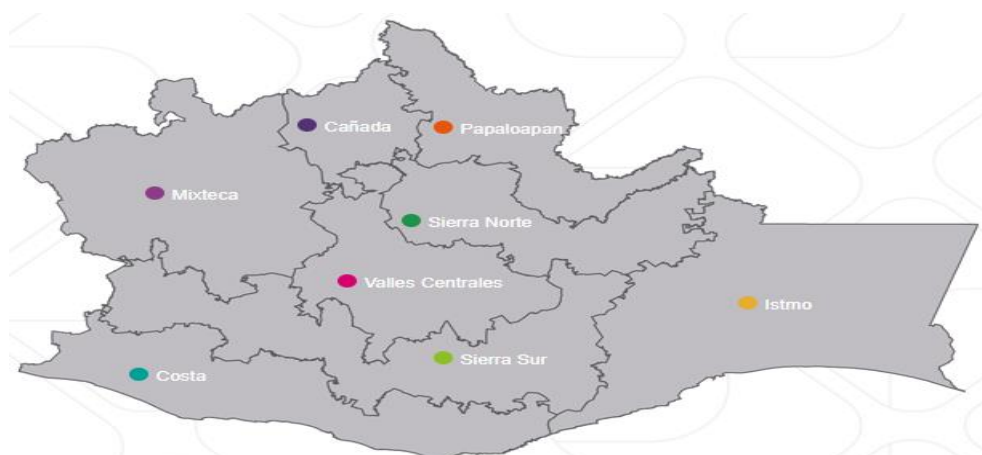 Cañada
Papaloapan
Mixteca
Sierra Norte
Valles Centrales
Istmo
Sierra Sur
Costa